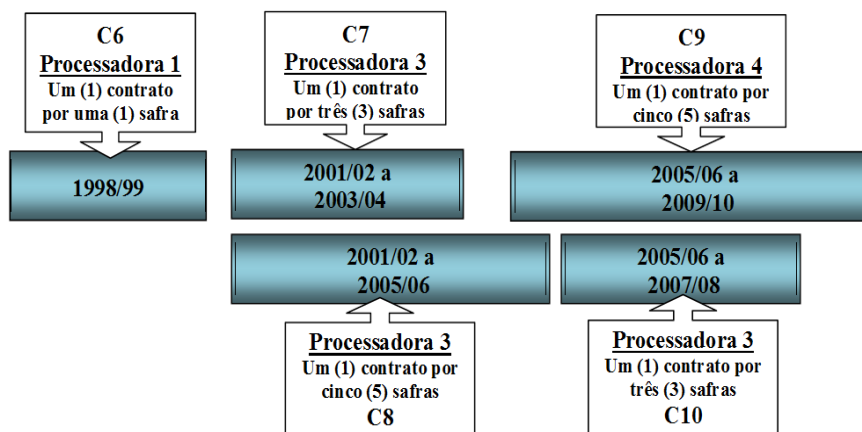 C6
Processadora 1
Um (1) contrato
por uma (1) safra
C7
Processadora 3
Um (1) contrato
por três (3) safras
C9
Processadora 4
Um (1) contrato por
cinco (5) safras
1998/99
2001/02 a
2003/04
2005/06 a
2009/10
2001/02 a
2005/06
2005/06 a
2007/08
Processadora 3
Um (1) contrato por
cinco (5) safras
C8
Processadora 3
Um (1) contrato por
três (3) safras
C10